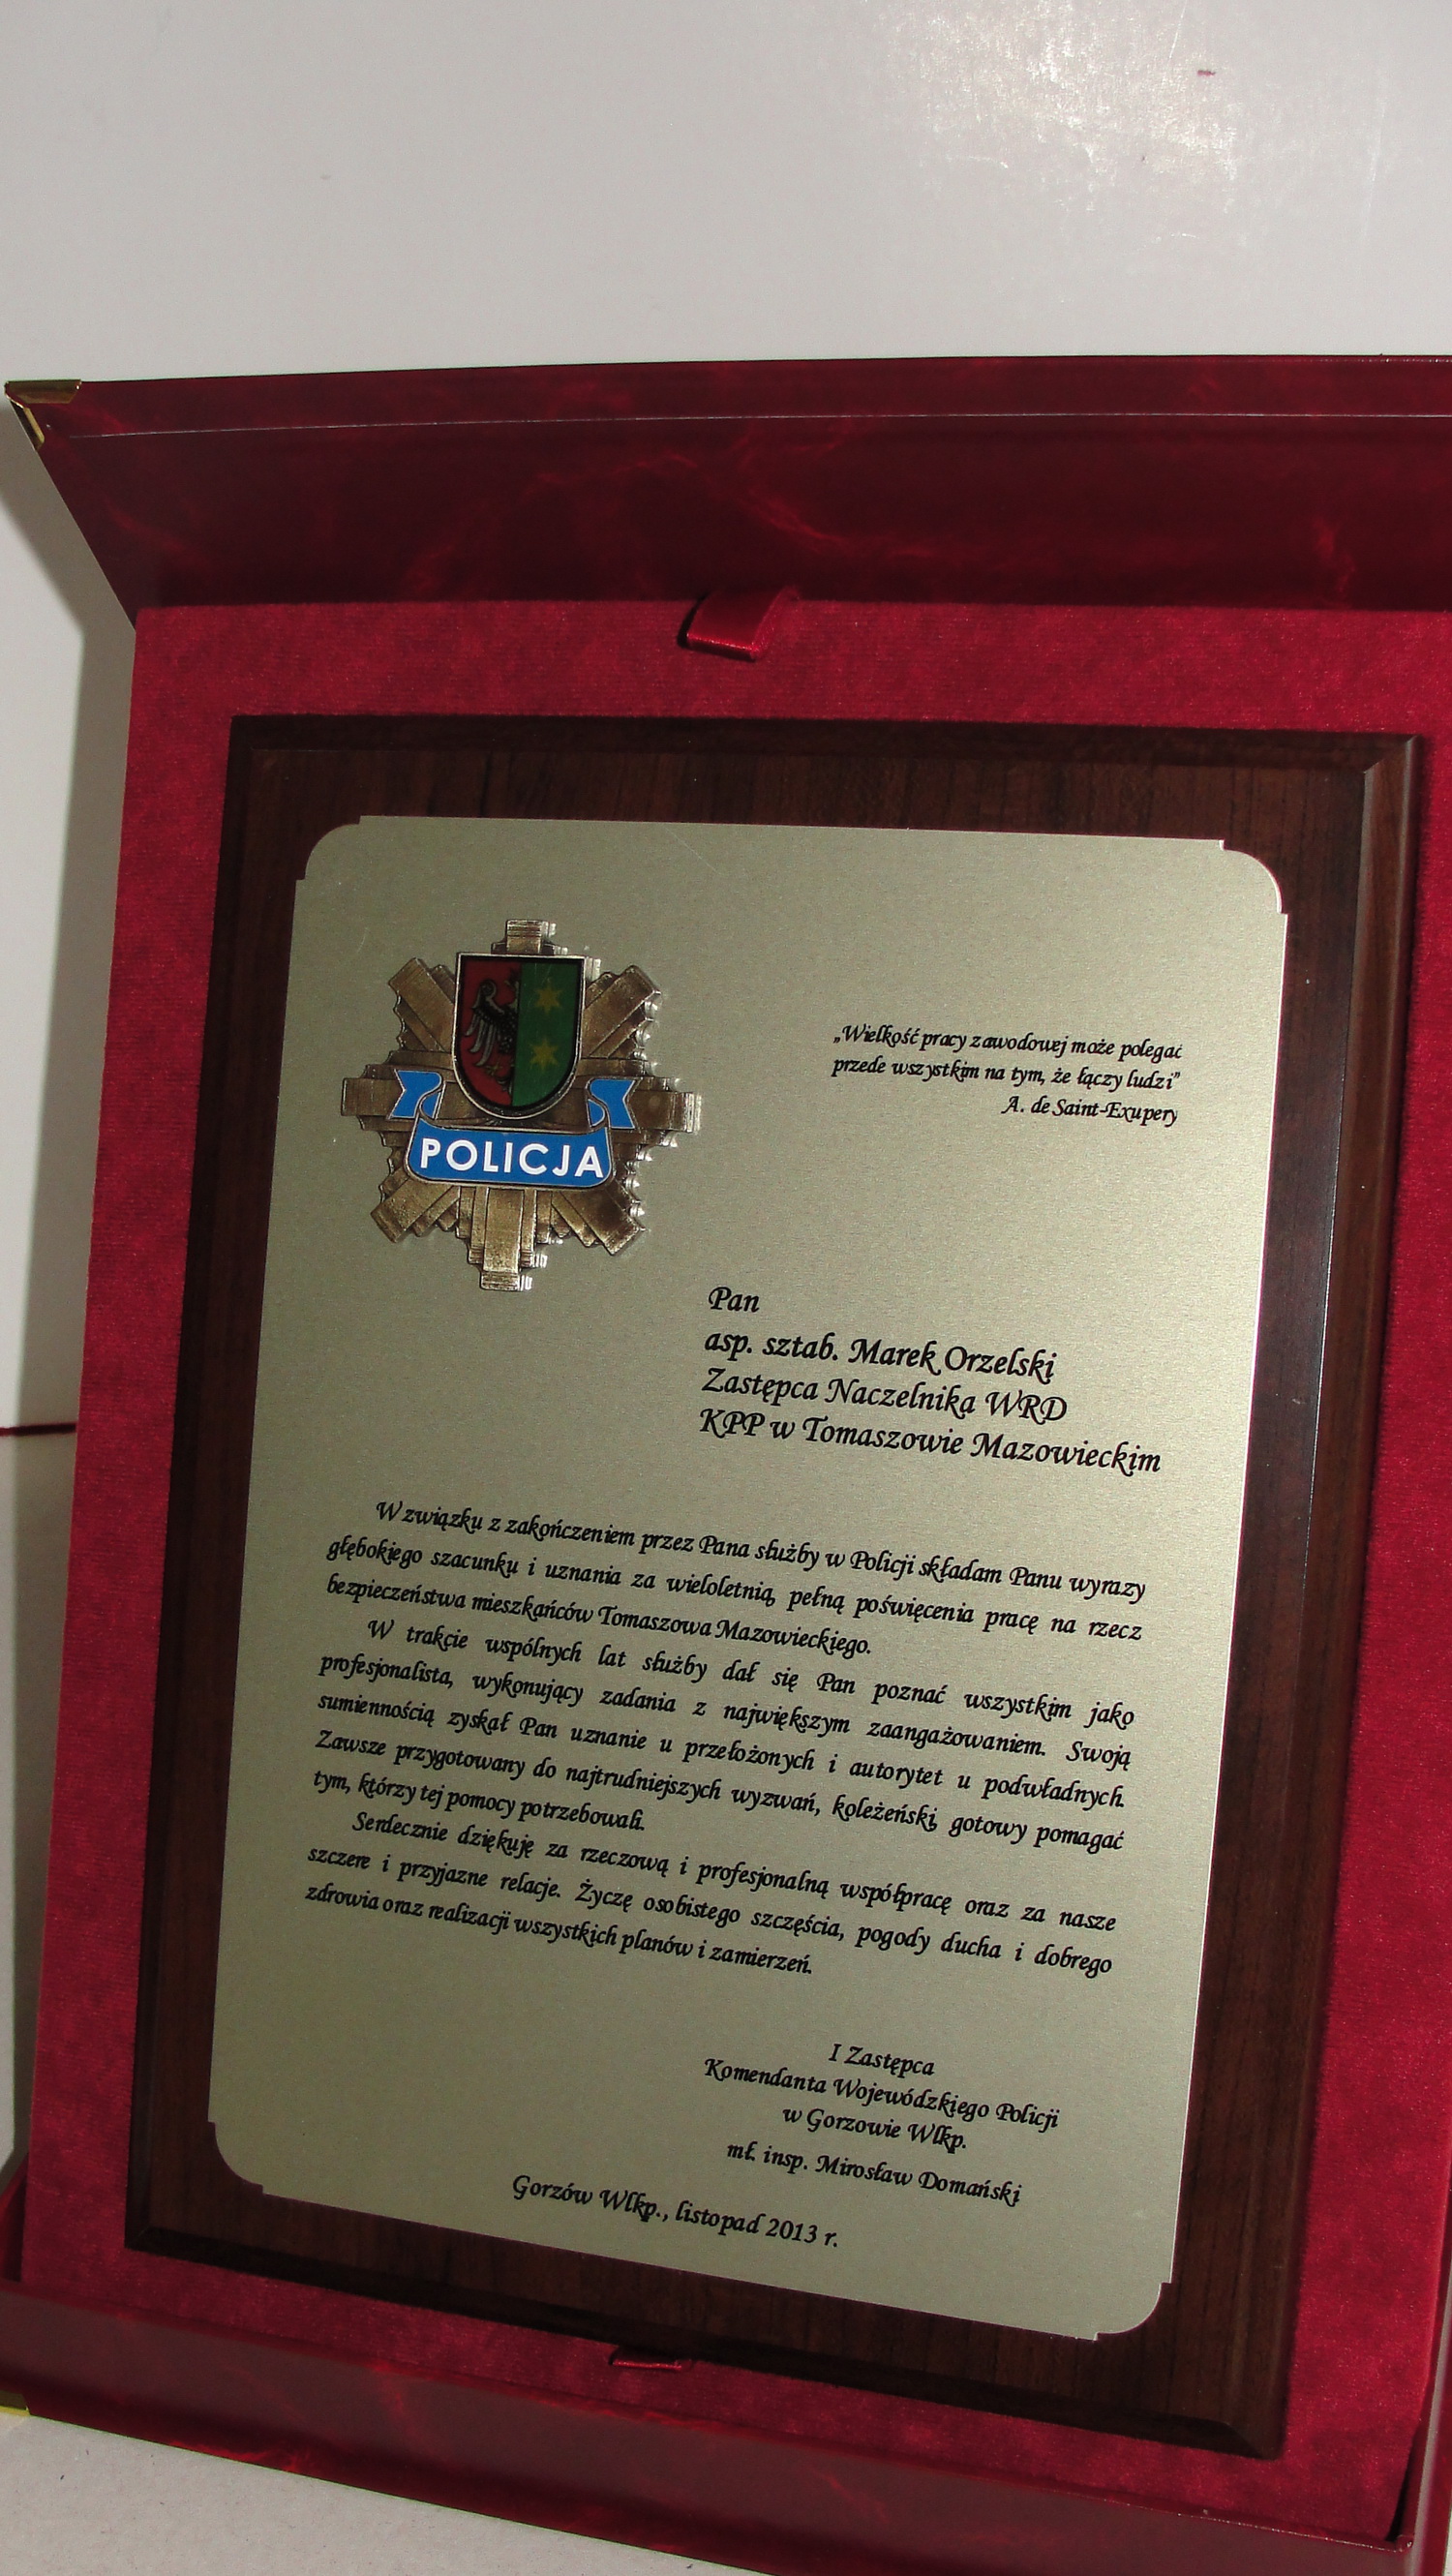 POLICJA
„Wielkość pracy zawodowej może polegać
przede wszystkim na tym, że łączy ludzi”
A. de Saint-Exupery
Pan
asp. sztab. Marek Orzelski
Zastępca Naczelnika WRD
KPP w Tomaszowie Mazowieckim
W związku z zakończeniem przez Pana służby w Policji składam Panu wyrazy
głębokiego szacunku i uznania za wieloletnią, pełną poświęcenia pracę na rzecz
bezpieczeństwa mieszkańców Tomaszowa Mazowieckiego.
W trakcie wspólnych lat służby dał się Pan poznać wszystkim jako
profesjonalista, wykonujący zadania z największym zaangażowaniem. Swoją
sumiennością zyskał Pan uznanie u przełożonych i autorytet u podwładnych.
Zawsze przygotowany do najtrudniejszych wyzwań, koleżeński, gotowy pomagać
tym, którzy tej pomocy potrzebowali.
Serdecznie dziękuję za rzeczową i profesjonalną współpracę oraz za nasze
szczere i przyjazne relacje. Życzę osobistego szczęścia, pogody ducha i dobrego
zdrowia oraz realizacji wszystkich planów i zamierzeń.
I Zastępca
Komendanta Wojewódzkiego Policji
w Gorzowie Wlkp.
mł. insp. Mirosław Domański
Gorzów Wlkp., listopad 2013 r.